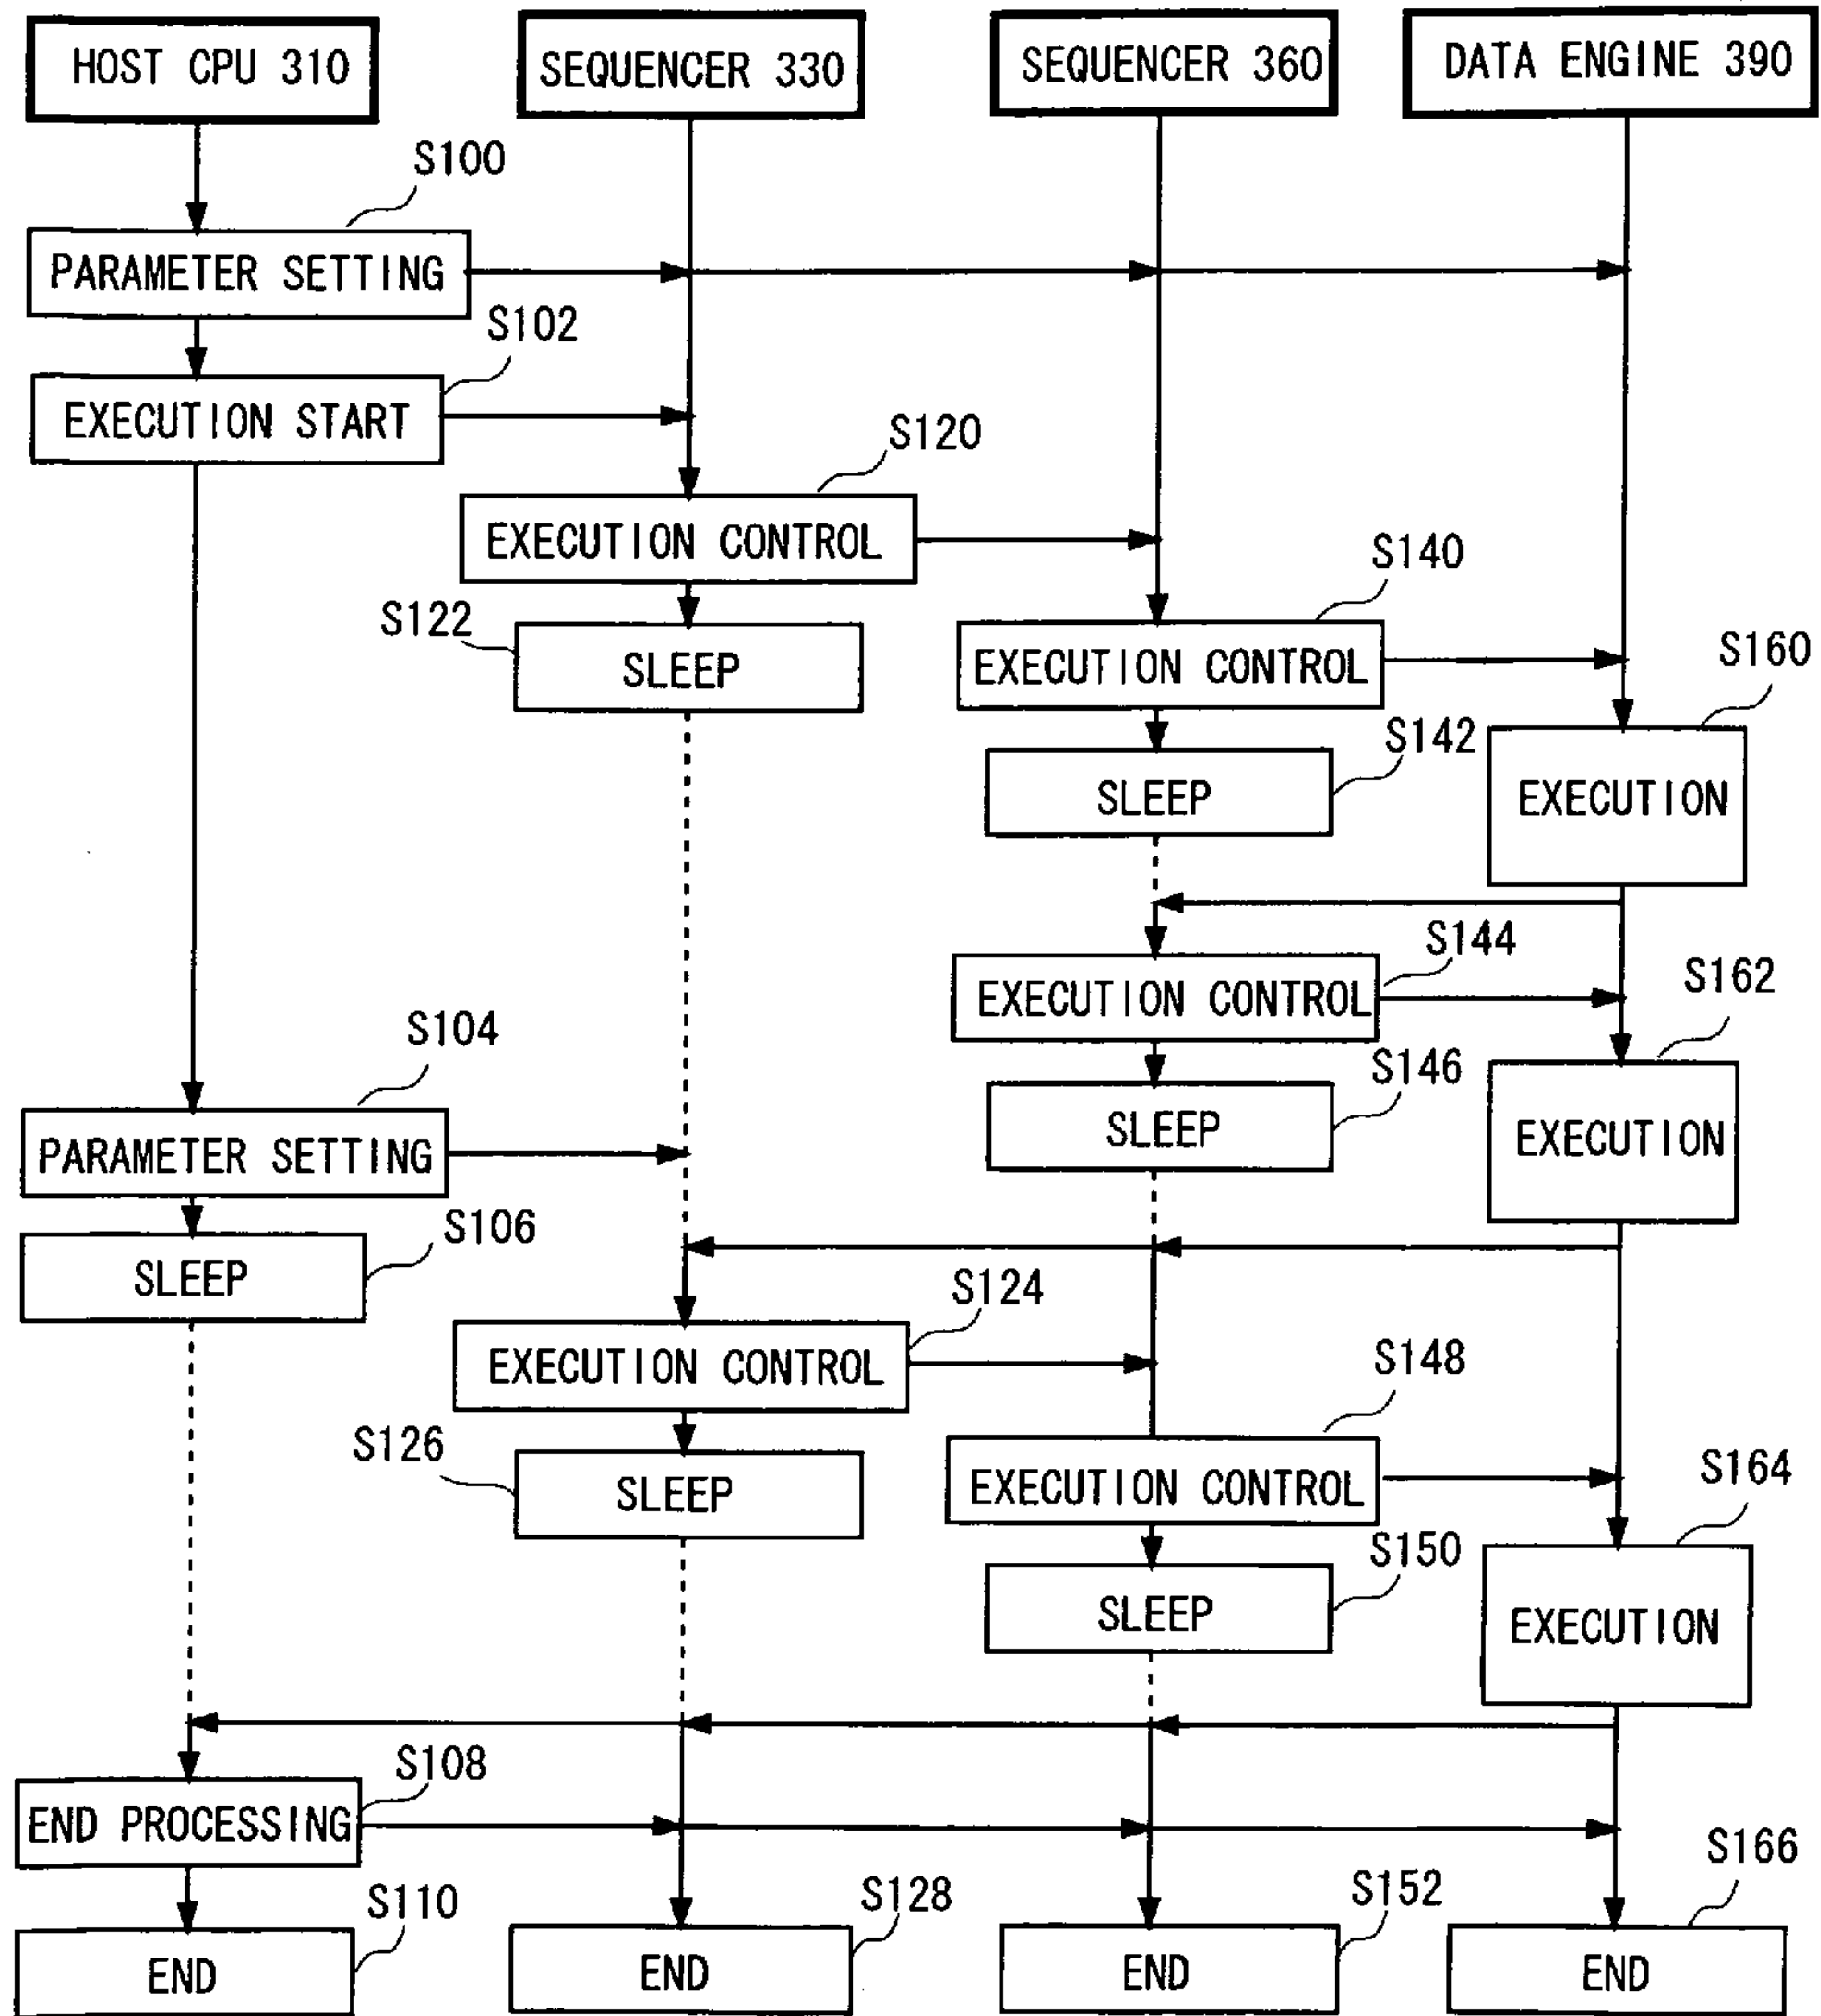 HOST CPU 310
SEQUENCER 330
SEQUENCER 360
DATA ENGINE 390
S100
PARAMETER SETTING
S102
EXECUTION START
S120
EXECUTION CONTROL
S140
S122
SLEEP
EXECUTION CONTROL
S160
S142
SLEEP
EXECUTION
S144
S162
EXECUTION CONTROL
S104
S146
PARAMETER SETTING
SLEEP
EXECUTION
S106
SLEEP
S124
EXECUTION CONTROL
S148
S126
SLEEP
EXECUTION CONTROL
S164
S150
SLEEP
EXECUTION
S108
END PROCESSING
S166
S110
S128
S152
END
END
END
END